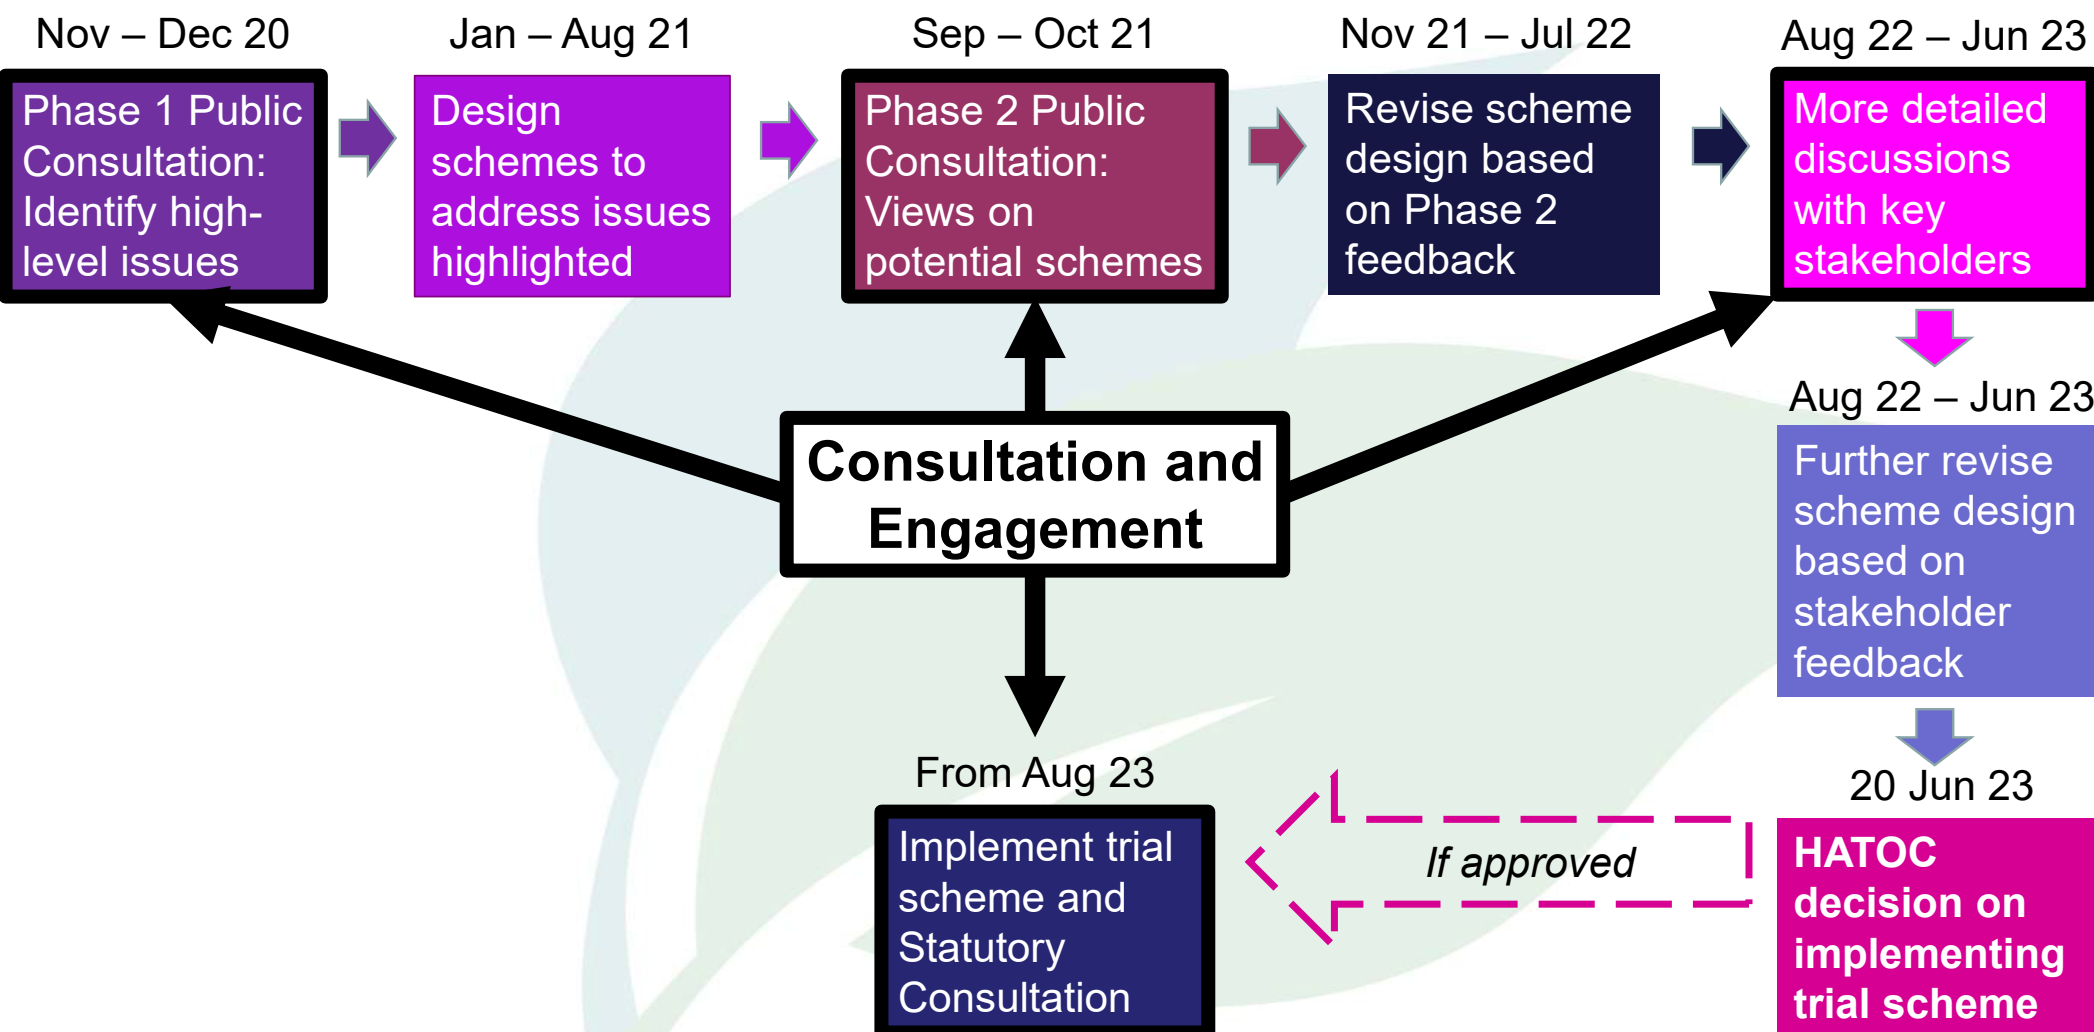 Nov – Dec 20
Phase 1 Public
Consultation:
Identify high-
level issues
Jan – Aug 21
Design
schemes to
address issues
highlighted
Sep – Oct 21
Phase 2 Public
Consultation:
Views on
potential schemes
Nov 21 – Jul 22
Revise scheme
design based
on Phase 2
feedback
Aug 22 – Jun 23
More detailed
discussions
with key
stakeholders
Consultation and
Engagement
Aug 22 – Jun 23
Further revise
scheme design
based on
stakeholder
feedback
20 Jun 23
HATOC
decision on
implementing
trial scheme
If approved
From Aug 23
Implement trial
scheme and
Statutory
Consultation